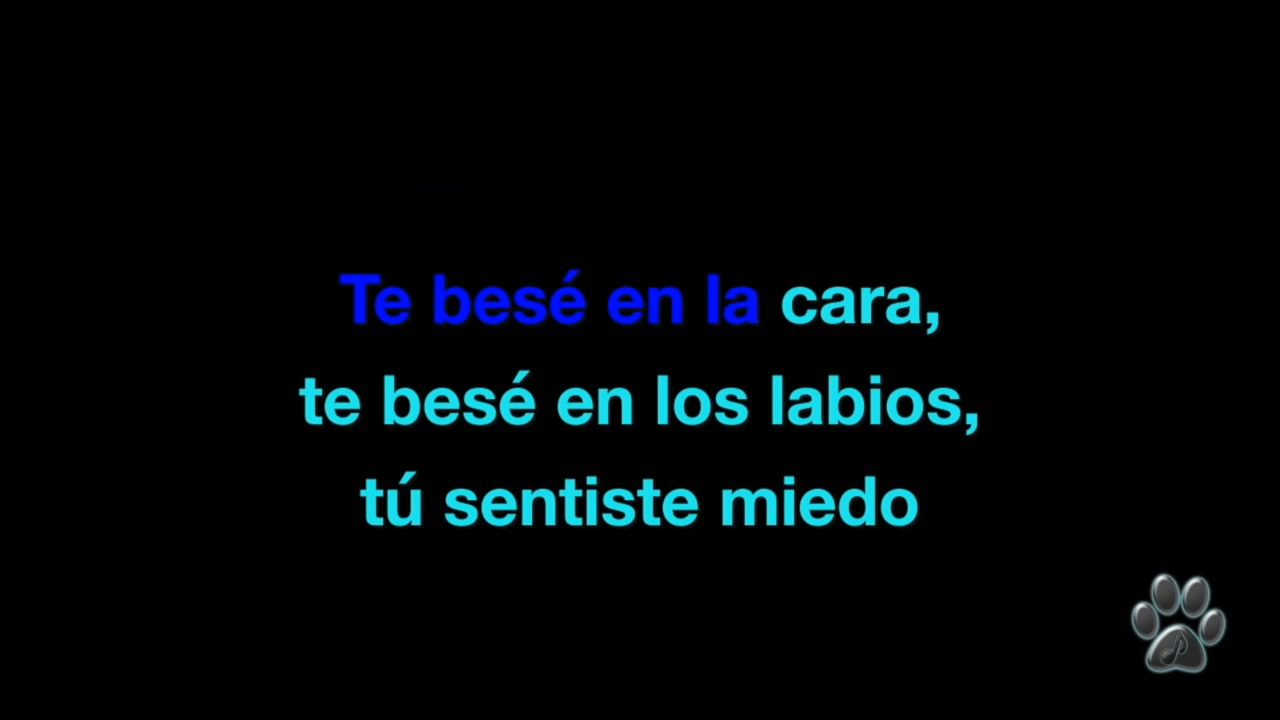 Te besé en la cara,
te besé en los labios,
tú sentiste miedo